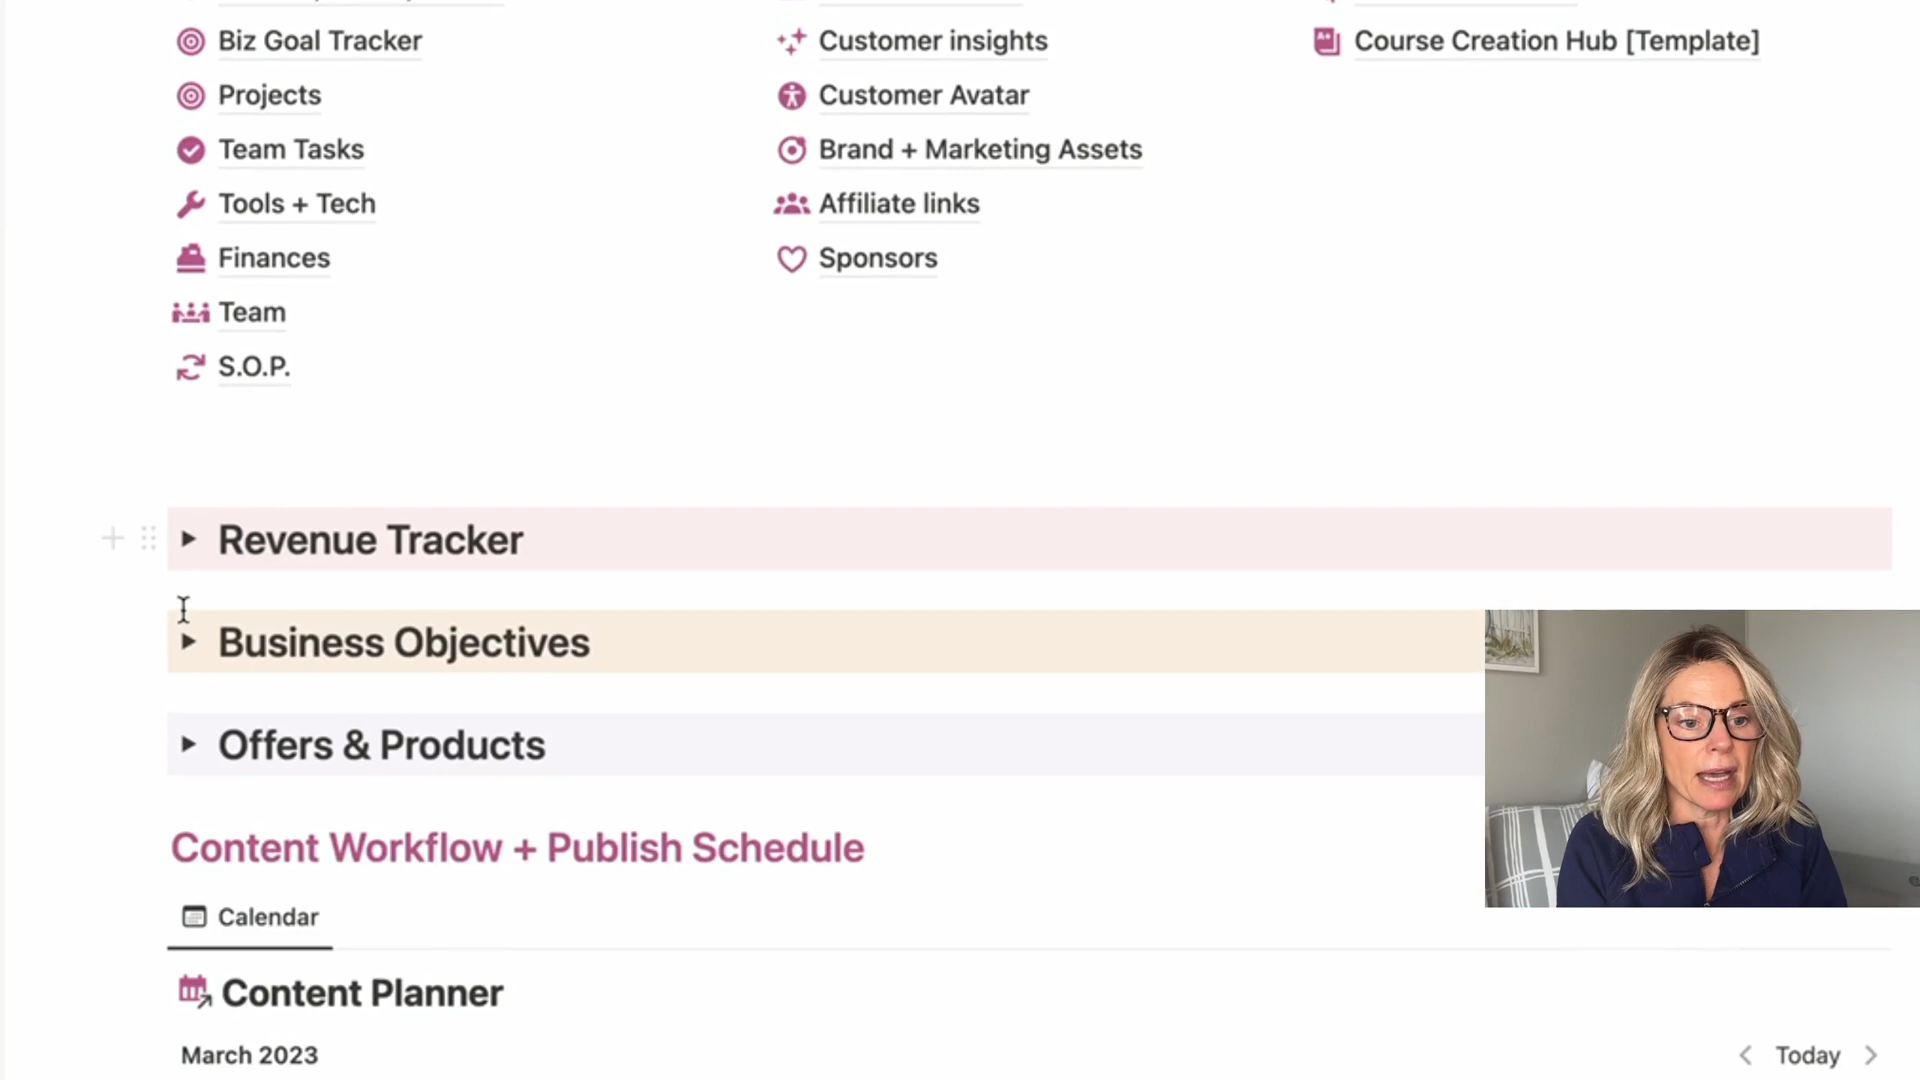 Biz Goal Tracker
Projects
Team Tasks
Tools + Tech
Finances
Team
S.O.P.
Customer insights
Customer Avatar
Brand + Marketing Assets
Affiliate links
Sponsors
Course Creation Hub [Template]
Revenue Tracker
Business Objectives
Offers & Products
Content Workflow + Publish Schedule
Calendar
Content Planner
March 2023
Today